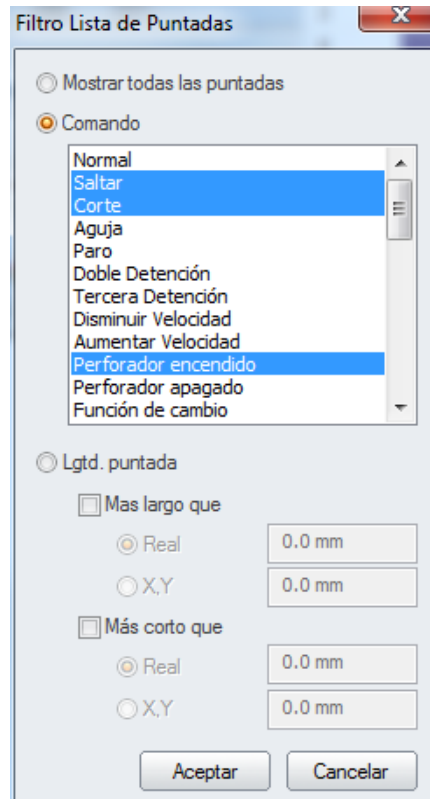 Filtro Lista de Puntadas
Mostrar todas las puntadas
Comando
Normal
Saltar
Corte
Aguja
Paro
Doble Detención
Tercera Detención
Disminuir Velocidad
Aumentar Velocidad
Perforador encendido
Perforador apagado
Función de cambio
Lgtd. puntada
Mas largo que
Real 0.0 mm
X,Y 0.0 mm
Más corto que
Real 0.0 mm
X,Y 0.0 mm
Aceptar Cancelar